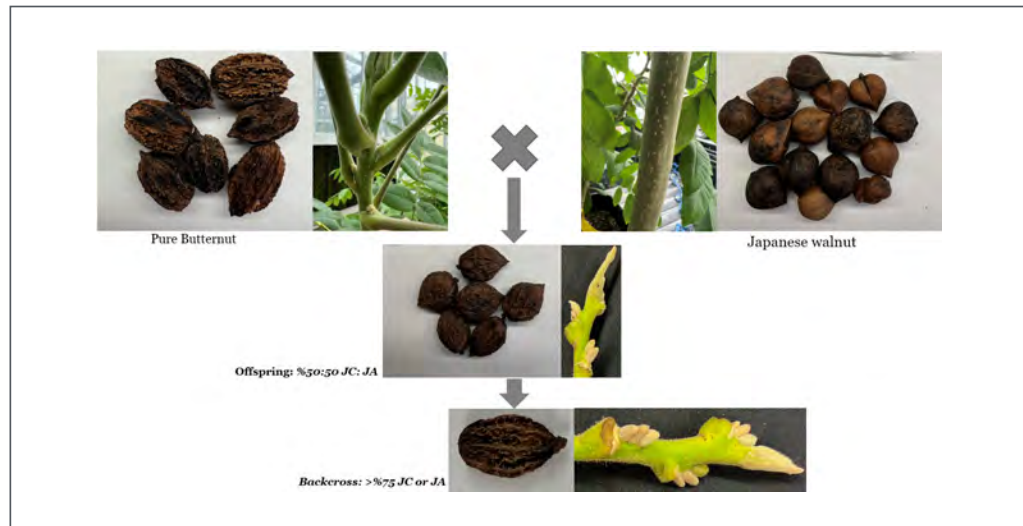 Pure Butternut
Japanese walnut
Offspring: %50:50 JC: JA
Backcross: >%75 JC or JA